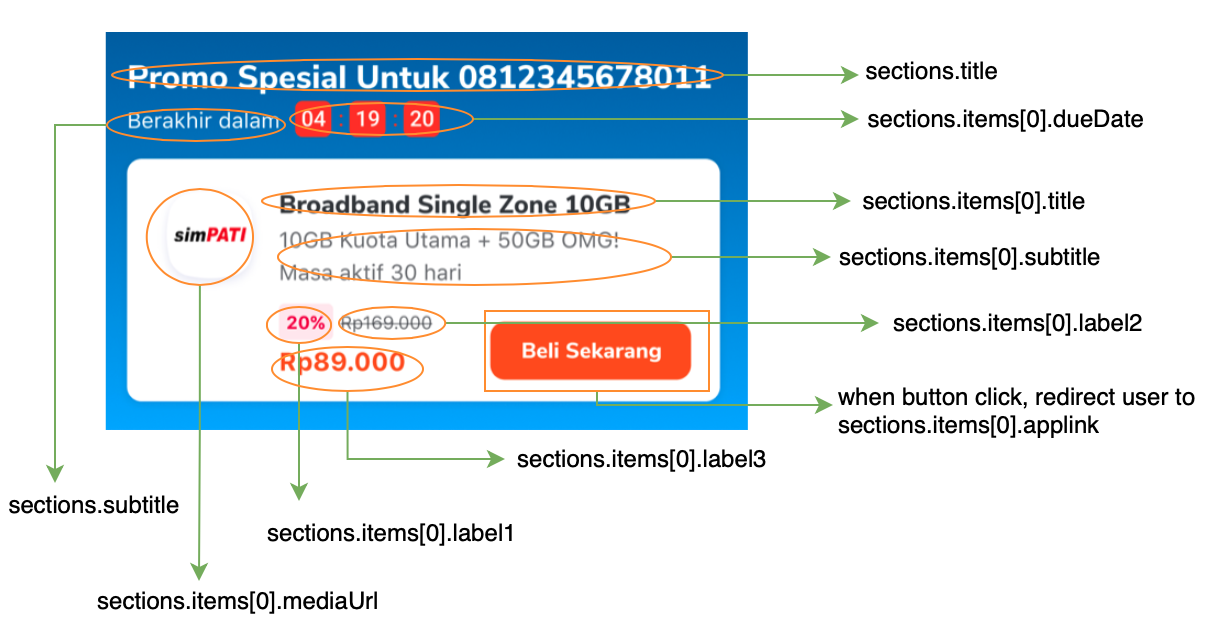 Promo Spesial Untuk 0812345678011
sections.title
Berakhir dalam 04 : 19 : 20
sections.items[0].dueDate
simPATI
Broadband Single Zone 10GB
sections.items[0].title
10GB Kuota Utama + 50GB OMG!
Masa aktif 30 hari
sections.items[0].subtitle
20% Rp169.000
sections.items[0].label2
Rp89.000
Beli Sekarang
when button click, redirect user to
sections.items[0].applink
sections.items[0].label3
sections.subtitle
sections.items[0].label1
sections.items[0].mediaUrl